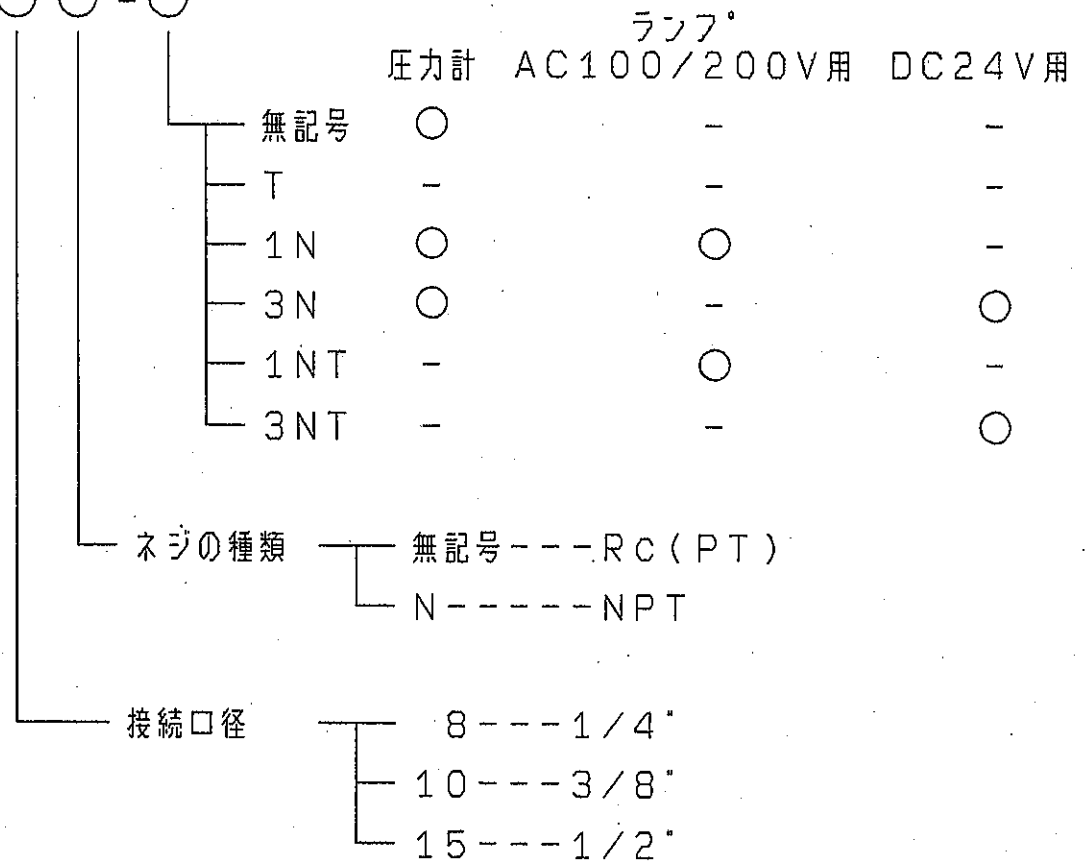 ○○-○
ランプ
圧力計 AC100/200V用 DC24V用
無記号 ○ - -
T - - -
1N ○ ○ -
3N ○ - ○
1NT - ○ -
3NT - - ○
ネジの種類 無記号---Rc(PT)
N-----NPT
接続口径 8---1/4"
10---3/8"
15---1/2"